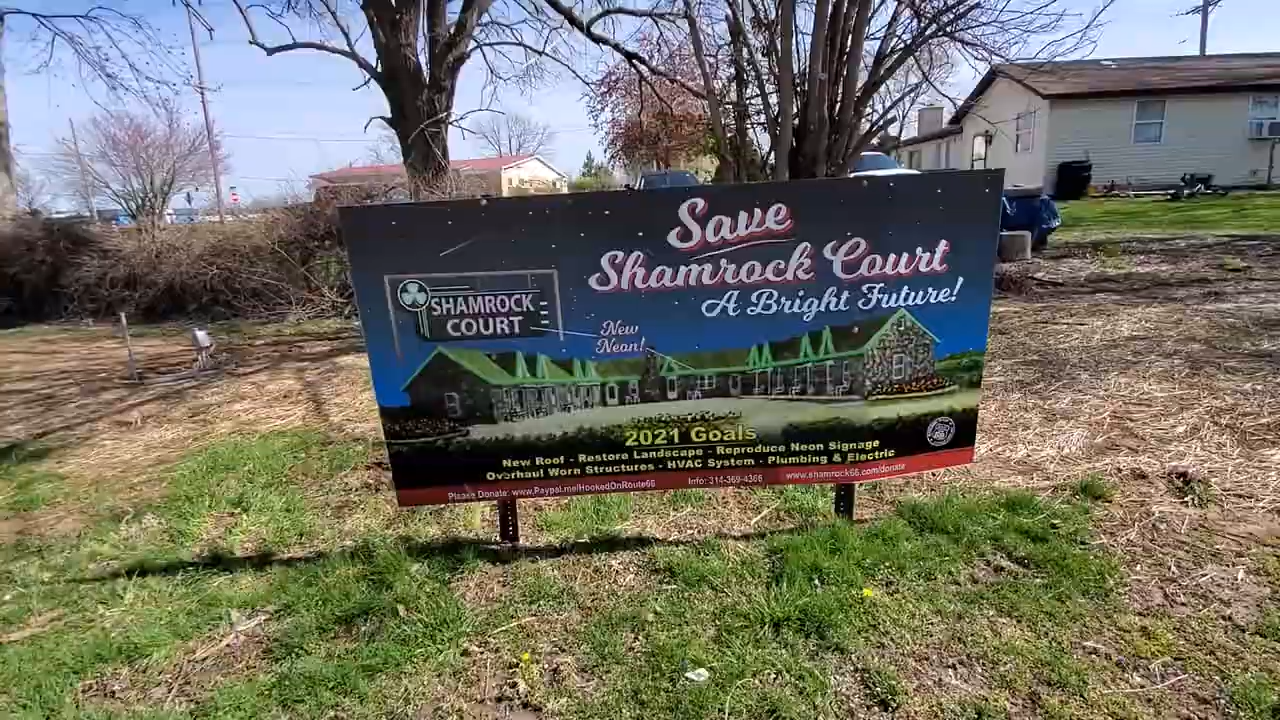 Save
Shamrock Court
A Bright Future!
SHAMROCK
COURT
New
Neon!
2021 Goals
New Roof - Restore Landscape - Reproduce Neon Signage
Overhaul Worn Structures - HVAC System - Plumbing & Electric
Please Donate: www.Paypal.me/HookedOnRoute66 Info: 314-369-4366 www.shamrock66.com/donate